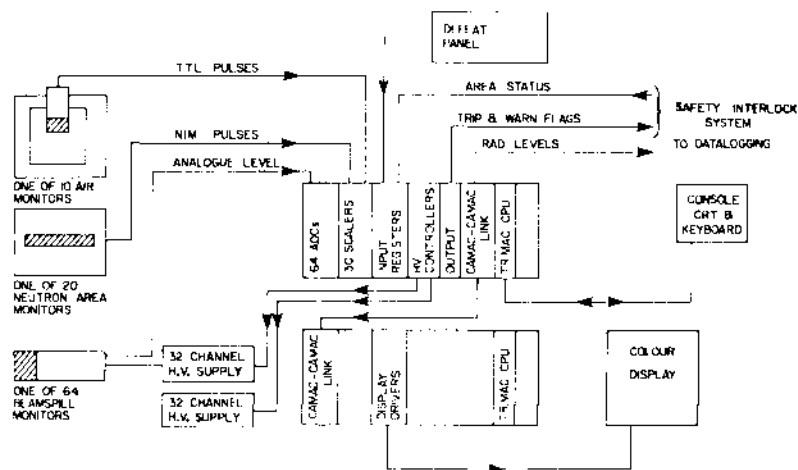 DEFEAT
PANEL
TTL PULSES
AREA STATUS
SAFETY INTERLOCK
SYSTEM
TRIP & WARN FLAGS
NIM PULSES
RAD LEVELS
TO DATALOGGING
ANALOGUE LEVEL
ONE OF 10 AIR
MONITORS
64 ADCs
30 SCALERS
INPUT
REGISTERS
HV
CONTROLLERS
OUTPUT
CAMAC-CAMAC
LINK
TRIMAC CPU
CONSOLE
CRT &
KEYBOARD
ONE OF 20
NEUTRON AREA
MONITORS
32 CHANNEL
H.V. SUPPLY
ONE OF 64
BEAMSPILL
MONITORS
32 CHANNEL
H.V. SUPPLY
CAMAC-CAMAC
LINK
DISPLAY
DRIVERS
TRIMAC CPU
COLOUR
DISPLAY